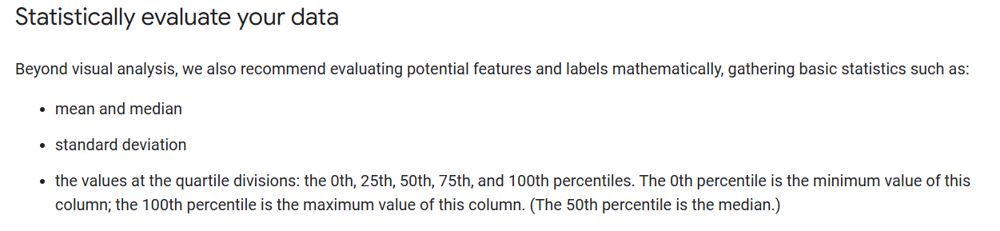 Statistically evaluate your data
Beyond visual analysis, we also recommend evaluating potential features and labels mathematically, gathering basic statistics such as:
• mean and median
• standard deviation
• the values at the quartile divisions: the 0th, 25th, 50th, 75th, and 100th percentiles. The 0th percentile is the minimum value of this
column; the 100th percentile is the maximum value of this column. (The 50th percentile is the median.)